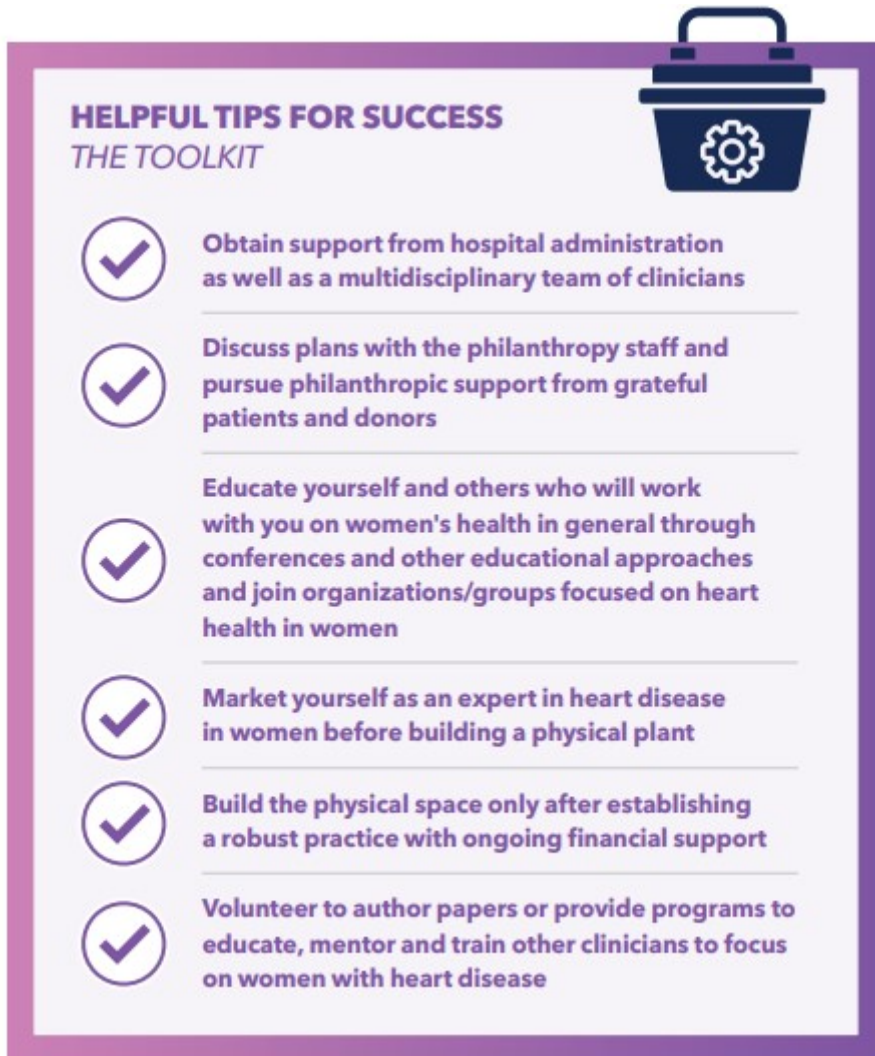 HELPFUL TIPS FOR SUCCESS
THE TOOLKIT
Obtain support from hospital administration
as well as a multidisciplinary team of clinicians
Discuss plans with the philanthropy staff and
pursue philanthropic support from grateful
patients and donors
Educate yourself and others who will work
with you on women's health in general through
conferences and other educational approaches
and join organizations/groups focused on heart
health in women
Market yourself as an expert in heart disease
in women before building a physical plant
Build the physical space only after establishing
a robust practice with ongoing financial support
Volunteer to author papers or provide programs to
educate, mentor and train other clinicians to focus
on women with heart disease